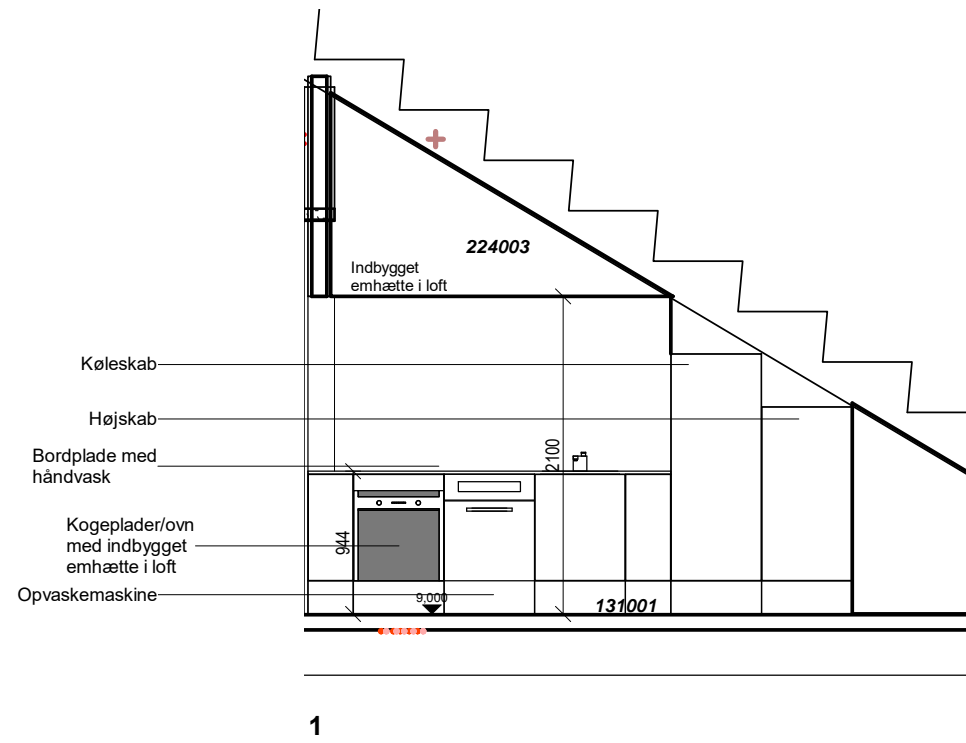 224003
Indbygget
emhætte i loft
Køleskab
Højskab
Bordplade med
håndvask
2100
Kogeplader/ovn
med indbygget
emhætte i loft
944
Opvaskemaskine
9,000
131001
1